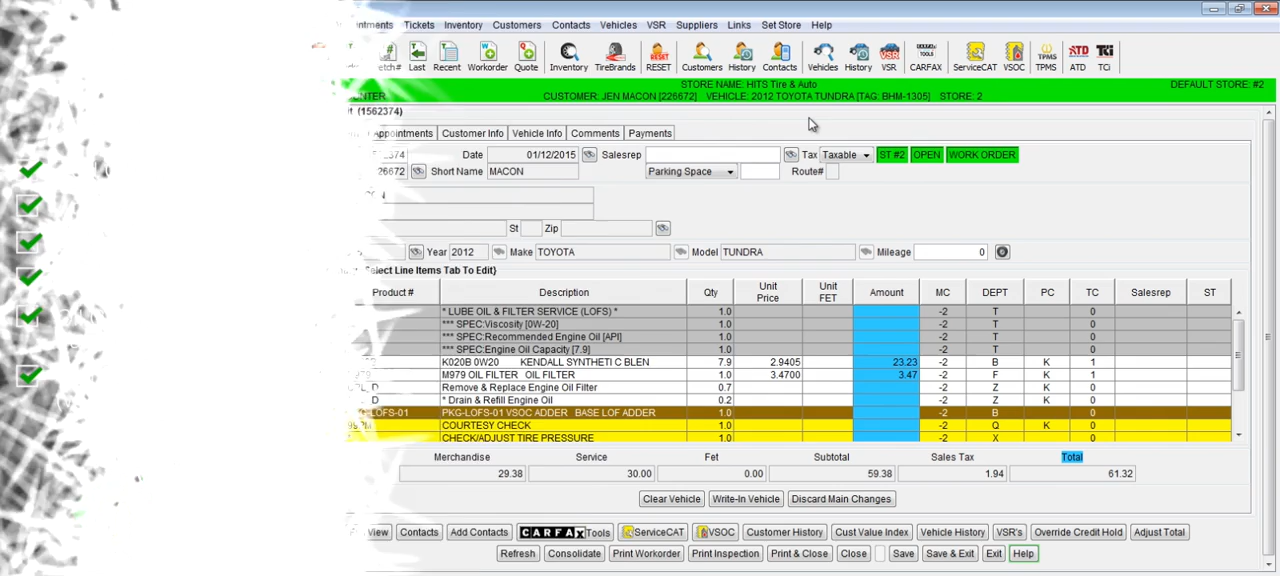 Tickets Inventory Customers Contacts Vehicles VSR Suppliers Links Set Store Help
Last Recent Workorder Quote Inventory TireBrands RESET Customers History Contacts Vehicles History VSR CARFAX ServiceCAT VSOC TPMS ATD TCi
STORE NAME: HITS Tire & Auto DEFAULT STORE: #2
CUSTOMER: JEN MACON [226672] VEHICLE: 2012 TOYOTA TUNDRA [TAG: BHM-1305] STORE: 2
(1562374)
Appointments Customer Info Vehicle Info Comments Payments
Date 01/12/2015 Salesrep Tax Taxable ST #2 OPEN WORK ORDER
26672 Short Name MACON Parking Space Route#
St Zip
Year 2012 Make TOYOTA Model TUNDRA Mileage 0
Select Line Items Tab To Edit}
Product # Description Qty Unit Price Unit FET Amount MC DEPT PC TC Salesrep ST
* LUBE OIL & FILTER SERVICE (LOFS) * 1.0 -2 T 0
*** SPEC:Viscosity [0W-20] 1.0 -2 T 0
*** SPEC:Recommended Engine Oil [API] 1.0 -2 T 0
*** SPEC:Engine Oil Capacity [7.9] 1.0 -2 T 0
K020B 0W20 KENDALL SYNTHETI C BLEN 7.9 2.9405 23.23 -2 B K 1
M979 OIL FILTER OIL FILTER 1.0 3.4700 3.47 -2 F K 1
Remove & Replace Engine Oil Filter 0.7 -2 Z K 0
* Drain & Refill Engine Oil 0.2 -2 Z K 0
LOFS-01 PKG-LOFS-01 VSOC ADDER BASE LOF ADDER 1.0 -2 B 0
COURTESY CHECK 1.0 -2 Q K 0
CHECK/ADJUST TIRE PRESSURE 1.0 -2 X 0
Merchandise Service Fet Subtotal Sales Tax Total
29.38 30.00 0.00 59.38 1.94 61.32
Clear Vehicle Write-In Vehicle Discard Main Changes
View Contacts Add Contacts CARFAX Tools ServiceCAT VSOC Customer History Cust Value Index Vehicle History VSR's Override Credit Hold Adjust Total
Refresh Consolidate Print Workorder Print Inspection Print & Close Close Save Save & Exit Exit Help